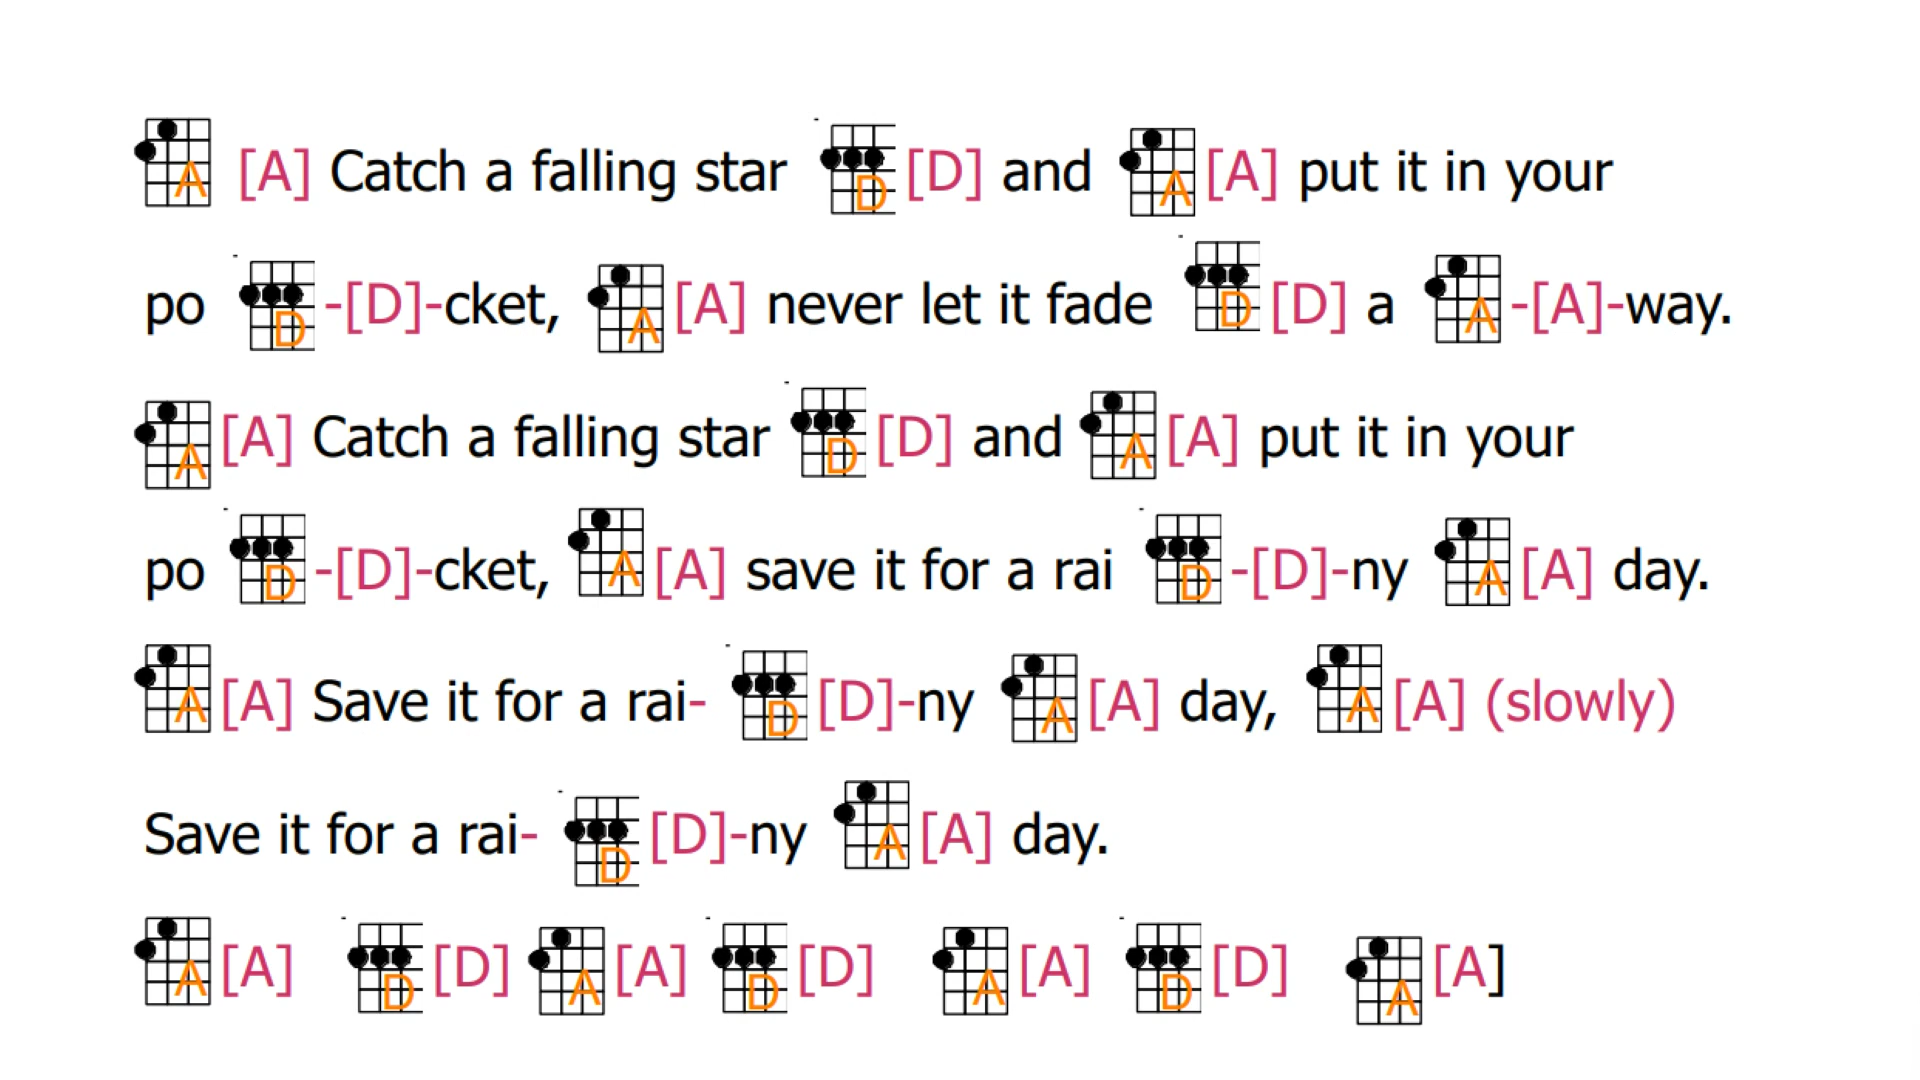 A [A] Catch a falling star D [D] and A [A] put it in your
po D -[D]-cket, A [A] never let it fade D [D] a A -[A]-way.
A [A] Catch a falling star D [D] and A [A] put it in your
po D -[D]-cket, A [A] save it for a rai D -[D]-ny A [A] day.
A [A] Save it for a rai- D [D]-ny A [A] day, A [A] (slowly)
Save it for a rai- D [D]-ny A [A] day.
A [A] D [D] A [A] D [D] A [A] D [D] A [A]